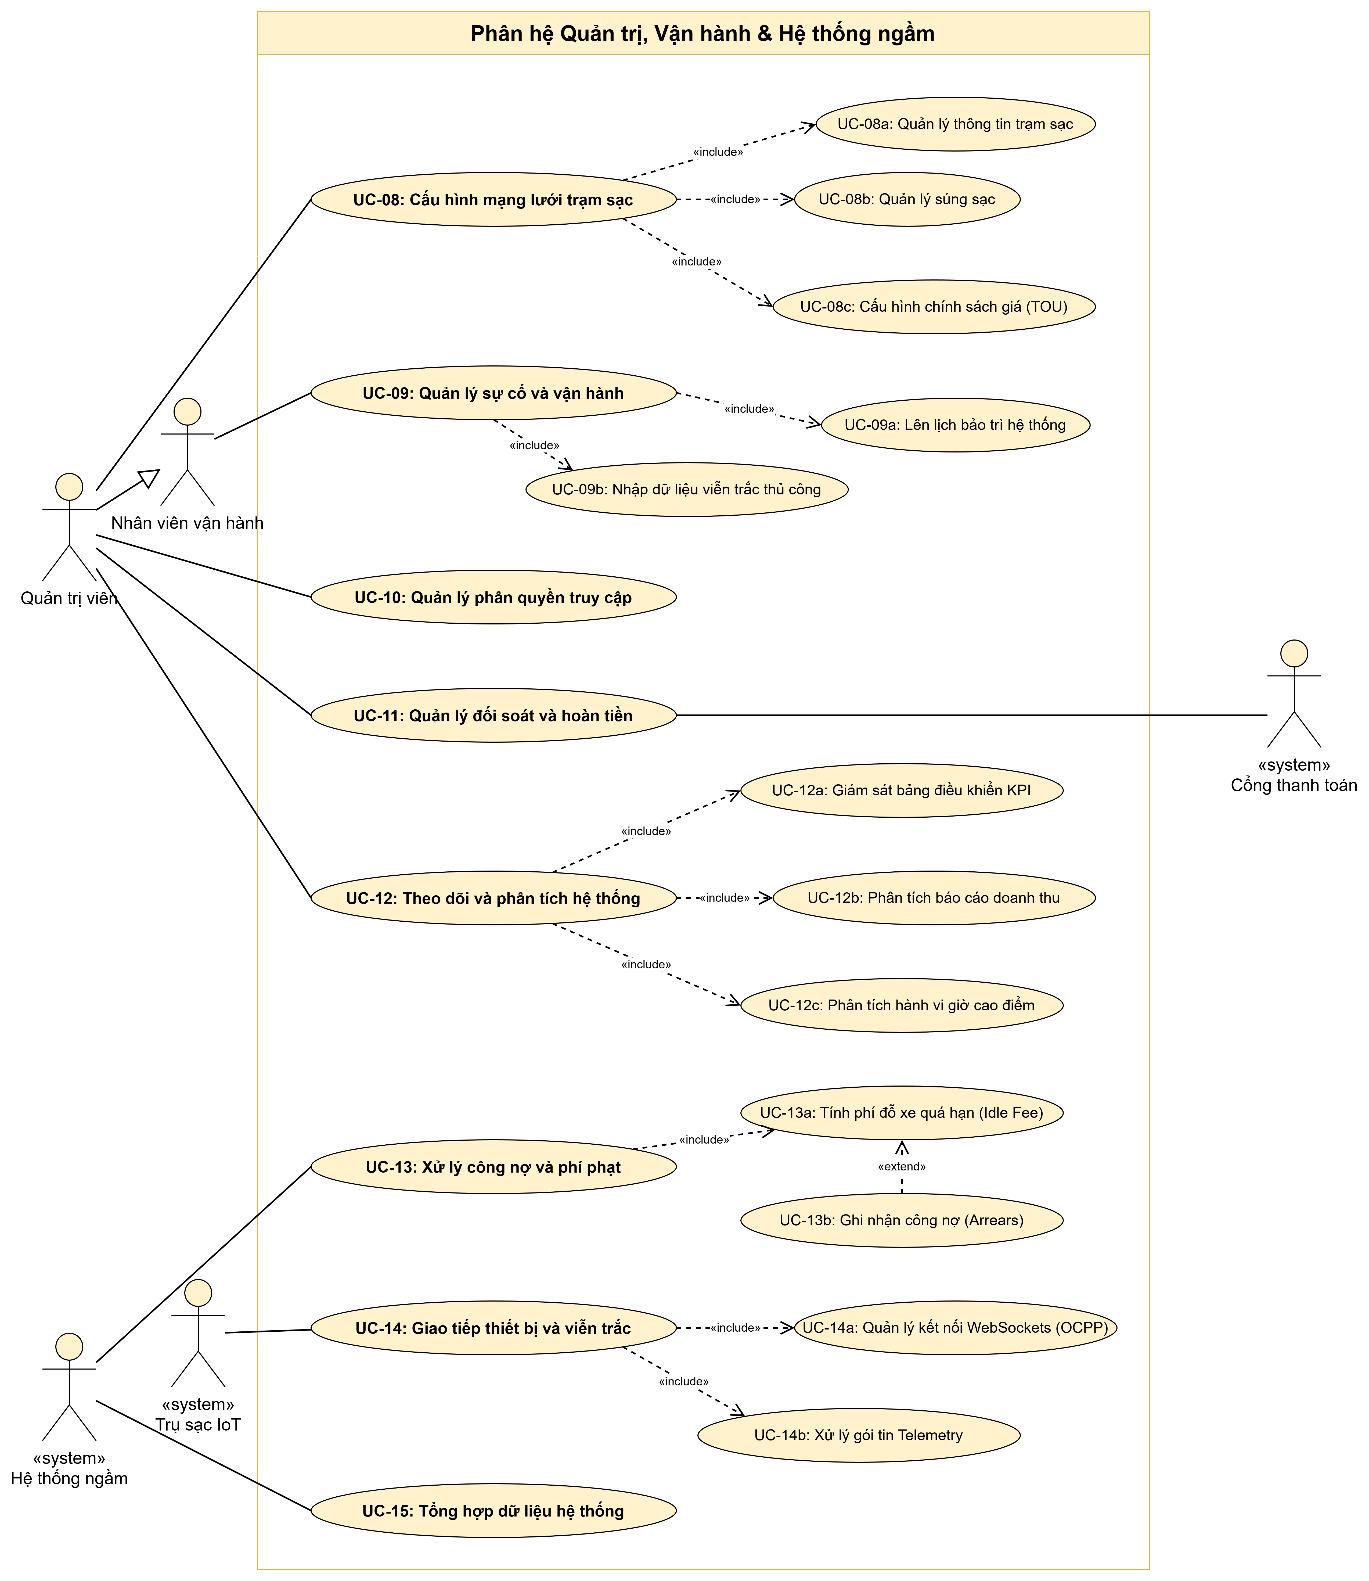 Phân hệ Quản trị, Vận hành & Hệ thống ngầm
UC-08a: Quản lý thông tin trạm sạc
«include»
UC-08: Cấu hình mạng lưới trạm sạc
«include»
UC-08b: Quản lý súng sạc
«include»
UC-08c: Cấu hình chính sách giá (TOU)
UC-09: Quản lý sự cố và vận hành
«include»
UC-09a: Lên lịch bảo trì hệ thống
«include»
UC-09b: Nhập dữ liệu viễn trắc thủ công
Nhân viên vận hành
Quản trị viên
UC-10: Quản lý phân quyền truy cập
UC-11: Quản lý đối soát và hoàn tiền
«system»
Cổng thanh toán
UC-12a: Giám sát bảng điều khiển KPI
«include»
UC-12: Theo dõi và phân tích hệ thống
«include»
UC-12b: Phân tích báo cáo doanh thu
«include»
UC-12c: Phân tích hành vi giờ cao điểm
UC-13a: Tính phí đỗ xe quá hạn (Idle Fee)
«include»
UC-13: Xử lý công nợ và phí phạt
«extend»
UC-13b: Ghi nhận công nợ (Arrears)
UC-14: Giao tiếp thiết bị và viễn trắc
«include»
UC-14a: Quản lý kết nối WebSockets (OCPP)
«include»
«system»
Trụ sạc IoT
UC-14b: Xử lý gói tin Telemetry
«system»
Hệ thống ngầm
UC-15: Tổng hợp dữ liệu hệ thống